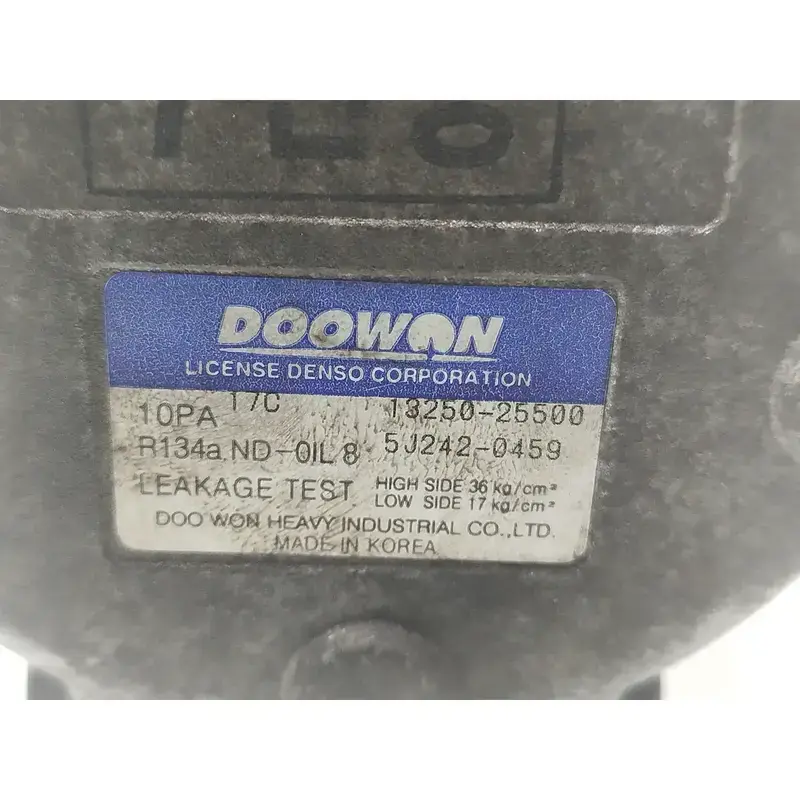 DOOWON
LICENSE DENSO CORPORATION
10PA 17C 13250-25500
R134a ND-OIL 8 5J242-0459
LEAKAGE TEST HIGH SIDE 36 kg/cm²
LOW SIDE 17 kg/cm²
DOO WON HEAVY INDUSTRIAL CO., LTD.
MADE IN KOREA